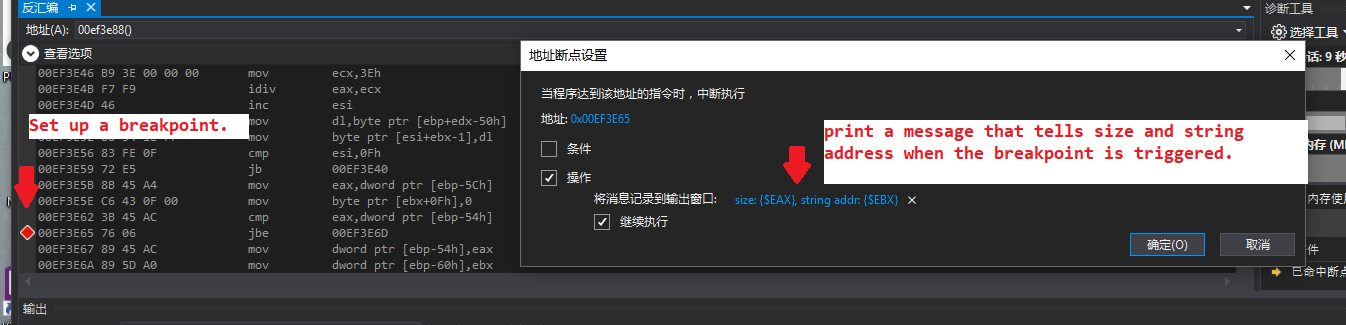 反汇编
地址(A): 00ef3e88()
查看选项
00EF3E46 B9 3E 00 00 00 mov ecx,3Eh
00EF3E4B F7 F9 idiv eax,ecx
00EF3E4D 46 inc esi
Set up a breakpoint.
mov dl,byte ptr [ebp+edx-50h]
mov byte ptr [esi+ebx-1],dl
00EF3E56 83 FE 0F cmp esi,0Fh
00EF3E59 72 E5 jb 00EF3E40
00EF3E5B 8B 45 A4 mov eax,dword ptr [ebp-5Ch]
00EF3E5E C6 43 0F 00 mov byte ptr [ebx+0Fh],0
00EF3E62 3B 45 AC cmp eax,dword ptr [ebp-54h]
00EF3E65 76 06 jbe 00EF3E6D
00EF3E67 89 45 AC mov dword ptr [ebp-54h],eax
00EF3E6A 89 5D A0 mov dword ptr [ebp-60h],ebx
输出
地址断点设置
当程序达到该地址的指令时，中断执行
地址: 0x00EF3E65
条件
操作
将消息记录到输出窗口: size: {$EAX}, string addr: {$EBX}
继续执行
确定(O)
取消
print a message that tells size and string
address when the breakpoint is triggered.
诊断工具
选择工具
话: 9 秒
内存 (M
内存使用
件
已命中断点